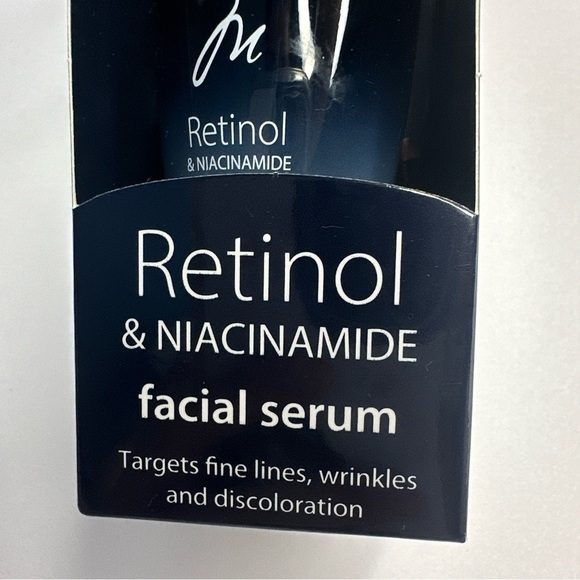 Retinol
& NIACINAMIDE
Retinol
& NIACINAMIDE
facial serum
Targets fine lines, wrinkles
and discoloration